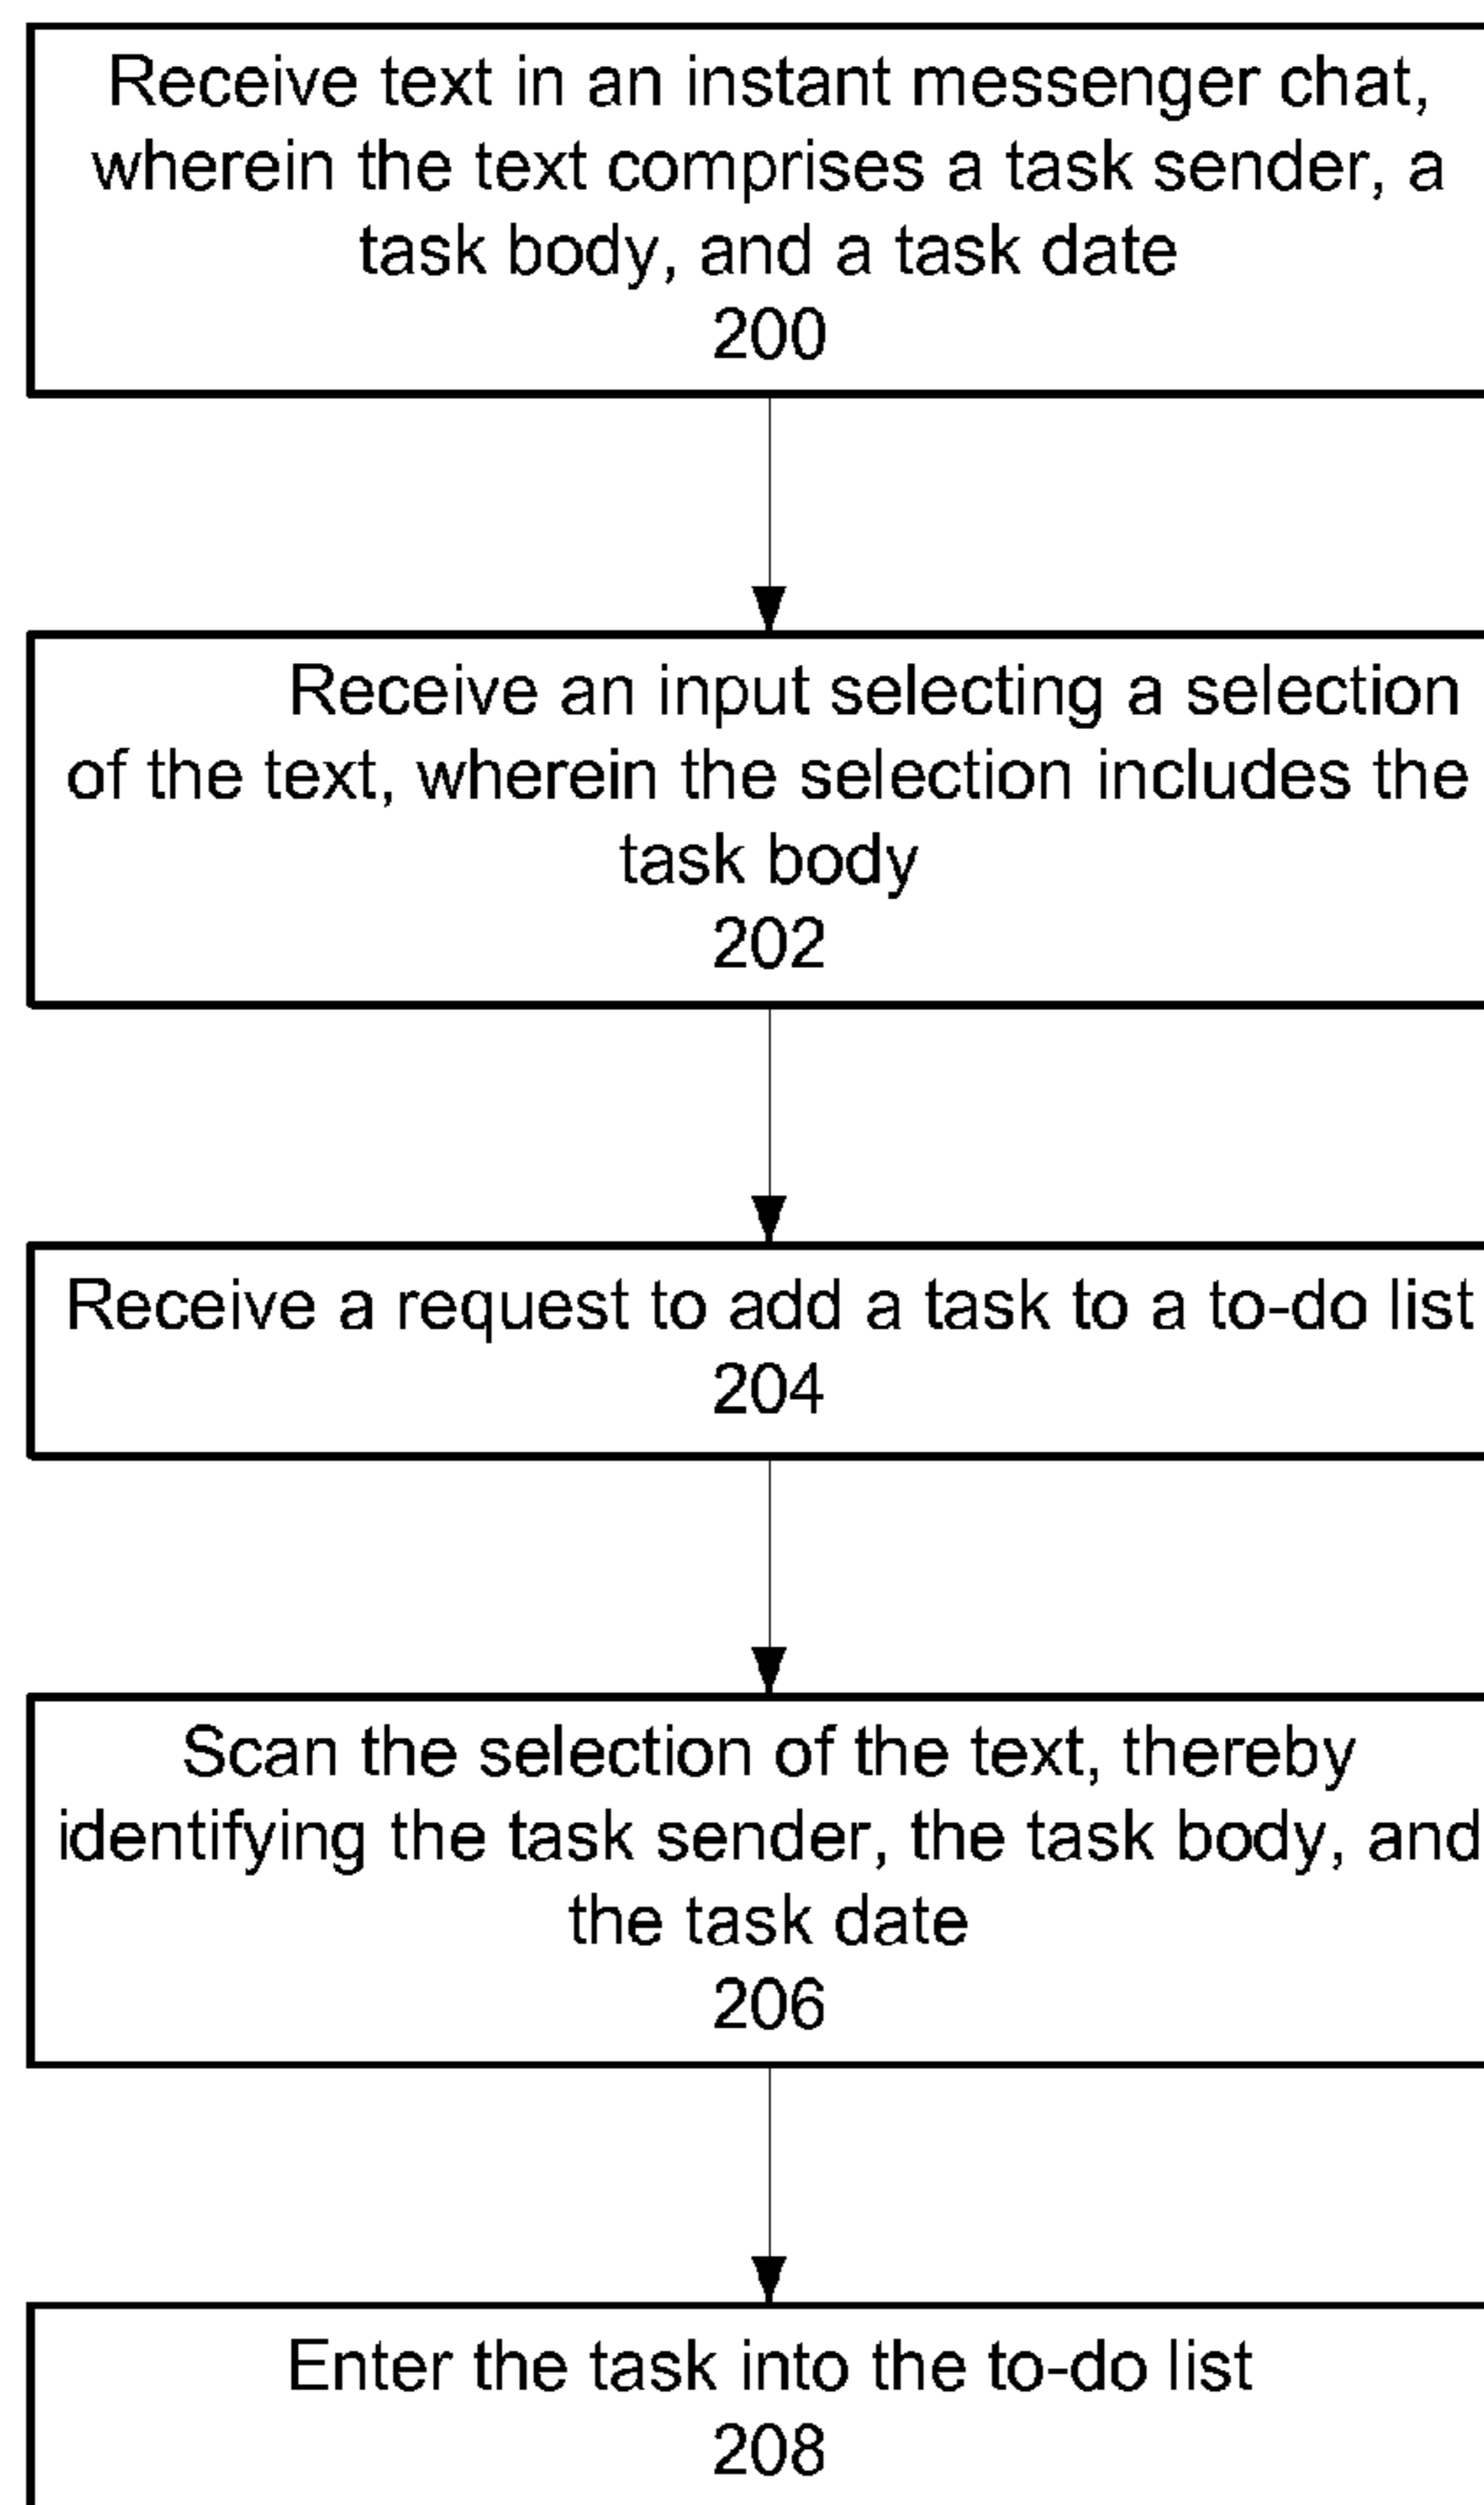 Receive text in an instant messenger chat,
wherein the text comprises a task sender, a
task body, and a task date
200
Receive an input selecting a selection
of the text, wherein the selection includes the
task body
202
Receive a request to add a task to a to-do list
204
Scan the selection of the text, thereby
identifying the task sender, the task body, and
the task date
206
Enter the task into the to-do list
208